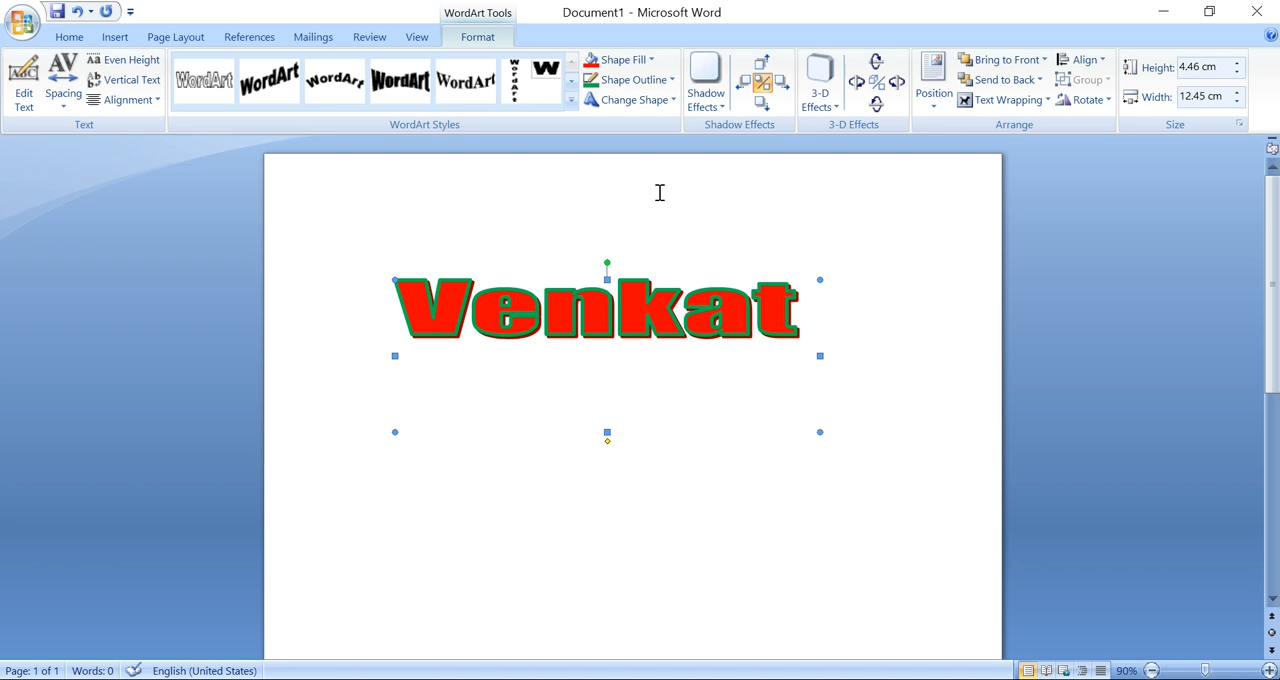 WordArt Tools
Document1 - Microsoft Word
Home Insert Page Layout References Mailings Review View Format
Edit Text
Spacing
Even Height
Vertical Text
Alignment
Text
WordArt WordArt WordArt WordArt WordArt WordArt W
WordArt Styles
Shape Fill
Shape Outline
Change Shape
Shadow Effects
Shadow Effects
3-D Effects
3-D Effects
Position
Bring to Front
Send to Back
Text Wrapping
Align
Group
Rotate
Arrange
Height: 4.46 cm
Width: 12.45 cm
Size
Venkat
Page: 1 of 1 Words: 0 English (United States) 90%